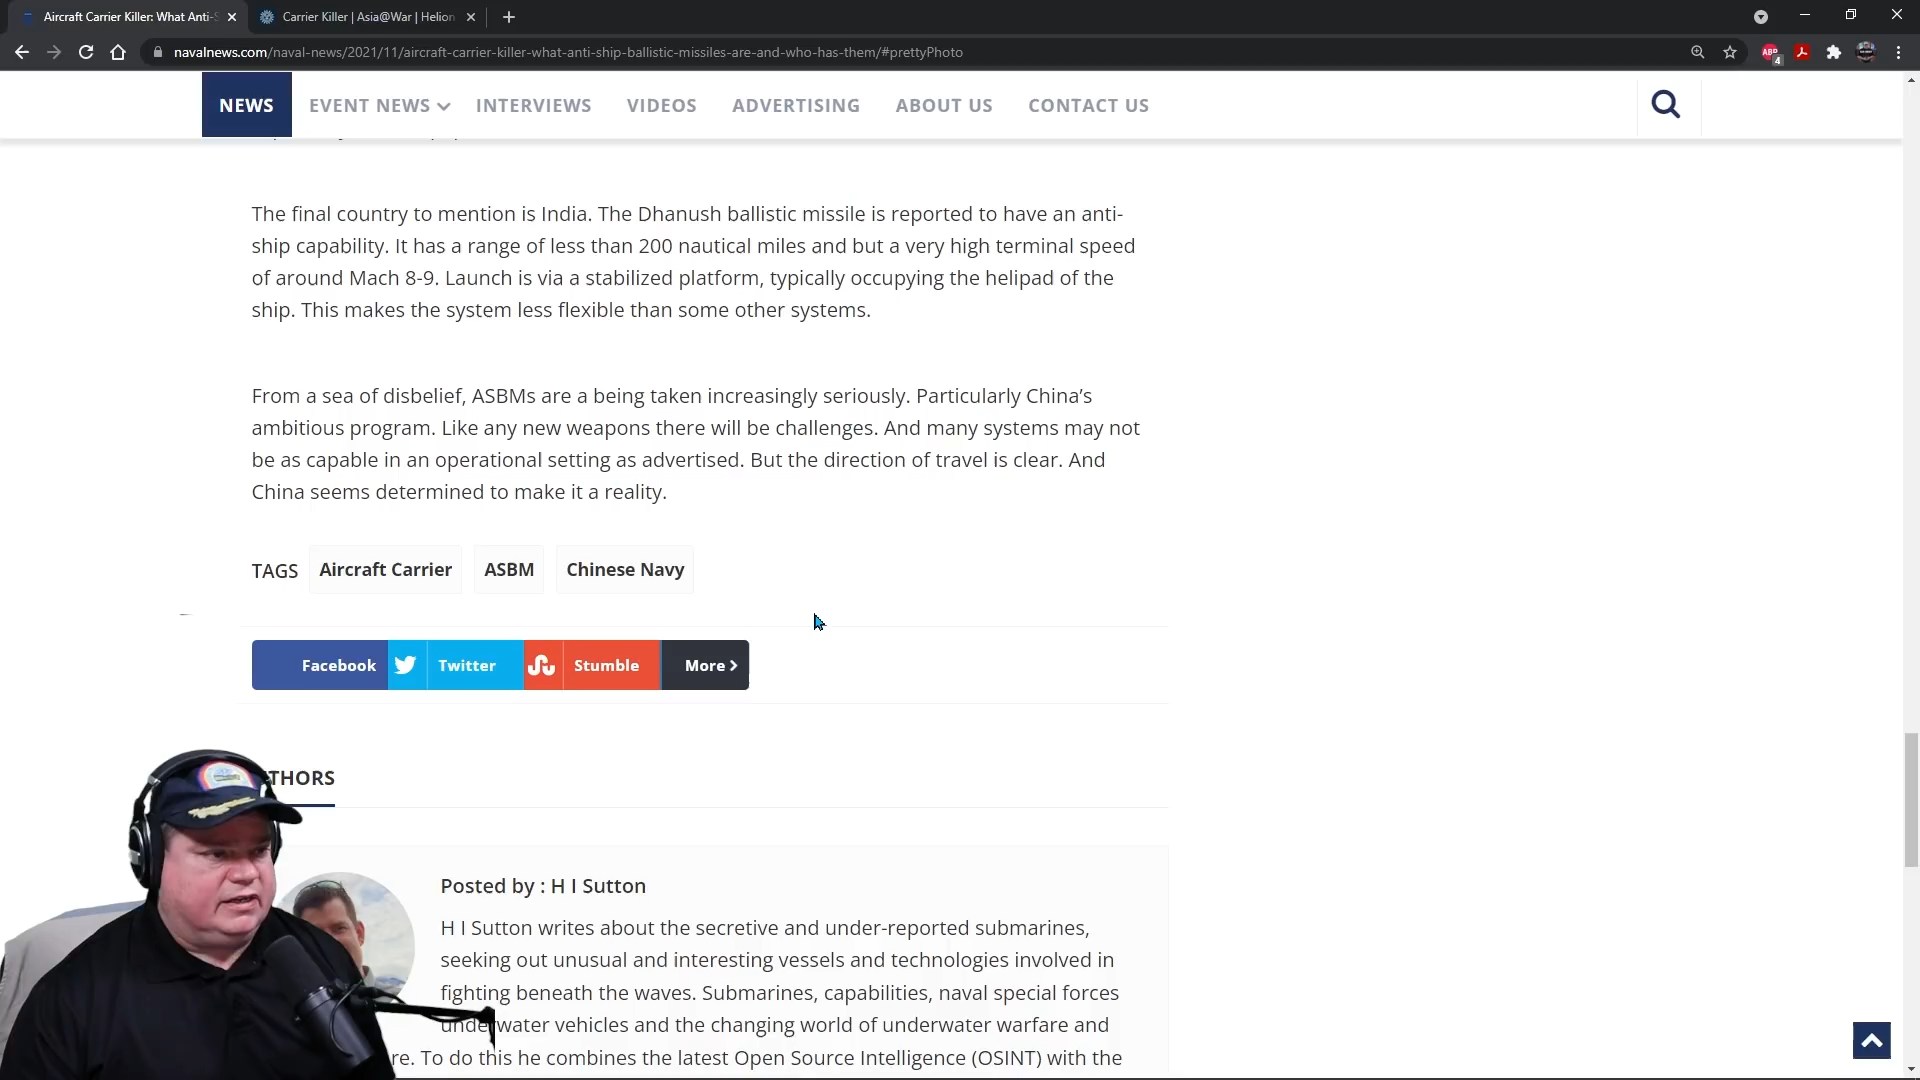 Aircraft Carrier Killer: What Anti-S
Carrier Killer | Asia@War | Helion
navalnews.com/naval-news/2021/11/aircraft-carrier-killer-what-anti-ship-ballistic-missiles-are-and-who-has-them/#prettyPhoto
ABP
4
NEWS
EVENT NEWS
INTERVIEWS
VIDEOS
ADVERTISING
ABOUT US
CONTACT US
The final country to mention is India. The Dhanush ballistic missile is reported to have an anti-
ship capability. It has a range of less than 200 nautical miles and but a very high terminal speed
of around Mach 8-9. Launch is via a stabilized platform, typically occupying the helipad of the
ship. This makes the system less flexible than some other systems.
From a sea of disbelief, ASBMs are a being taken increasingly seriously. Particularly China’s
ambitious program. Like any new weapons there will be challenges. And many systems may not
be as capable in an operational setting as advertised. But the direction of travel is clear. And
China seems determined to make it a reality.
TAGS Aircraft Carrier ASBM Chinese Navy
Facebook Twitter Stumble More
THORS
Posted by : H I Sutton
H I Sutton writes about the secretive and under-reported submarines,
seeking out unusual and interesting vessels and technologies involved in
fighting beneath the waves. Submarines, capabilities, naval special forces
underwater vehicles and the changing world of underwater warfare and
re. To do this he combines the latest Open Source Intelligence (OSINT) with the